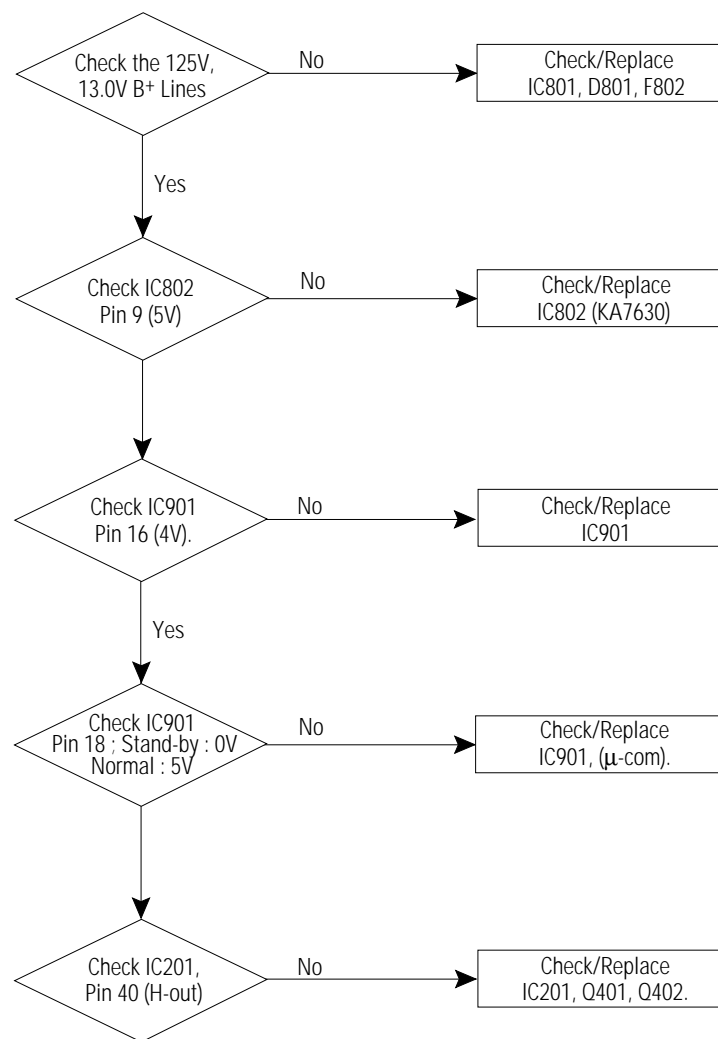 Check the 125V,
13.0V B+ Lines
No
Check/Replace
IC801, D801, F802
Yes
Check IC802
Pin 9 (5V)
No
Check/Replace
IC802 (KA7630)
Check IC901
Pin 16 (4V).
No
Check/Replace
IC901
Yes
Check IC901
Pin 18 ; Stand-by : 0V
Normal : 5V
No
Check/Replace
IC901, (μ-com).
Check IC201,
Pin 40 (H-out)
No
Check/Replace
IC201, Q401, Q402.